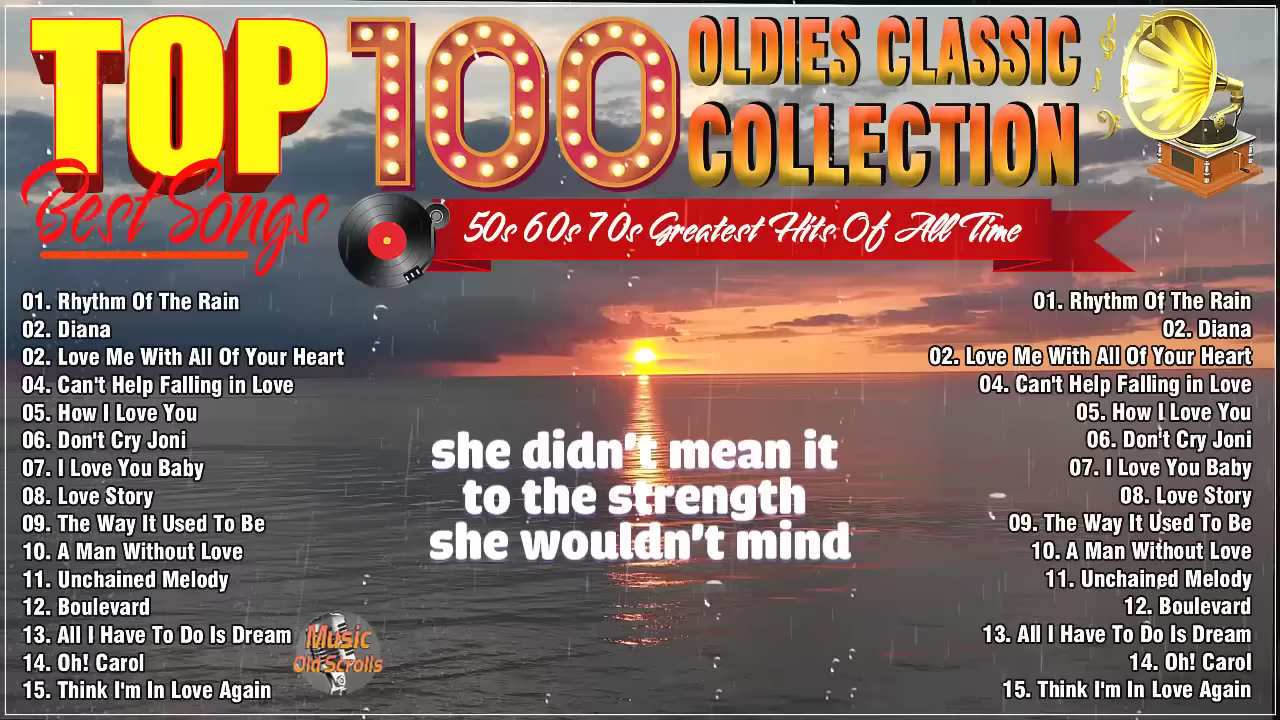 TOP 100 OLDIES CLASSIC
COLLECTION
Best Songs
50s 60s 70s Greatest Hits Of All Time
01. Rhythm Of The Rain
02. Diana
02. Love Me With All Of Your Heart
04. Can't Help Falling in Love
05. How I Love You
06. Don't Cry Joni
07. I Love You Baby
08. Love Story
09. The Way It Used To Be
10. A Man Without Love
11. Unchained Melody
12. Boulevard
13. All I Have To Do Is Dream
14. Oh! Carol
15. Think I'm In Love Again
she didn't mean it
to the strength
she wouldn't mind
Music
Old Scrolls
01. Rhythm Of The Rain
02. Diana
02. Love Me With All Of Your Heart
04. Can't Help Falling in Love
05. How I Love You
06. Don't Cry Joni
07. I Love You Baby
08. Love Story
09. The Way It Used To Be
10. A Man Without Love
11. Unchained Melody
12. Boulevard
13. All I Have To Do Is Dream
14. Oh! Carol
15. Think I'm In Love Again